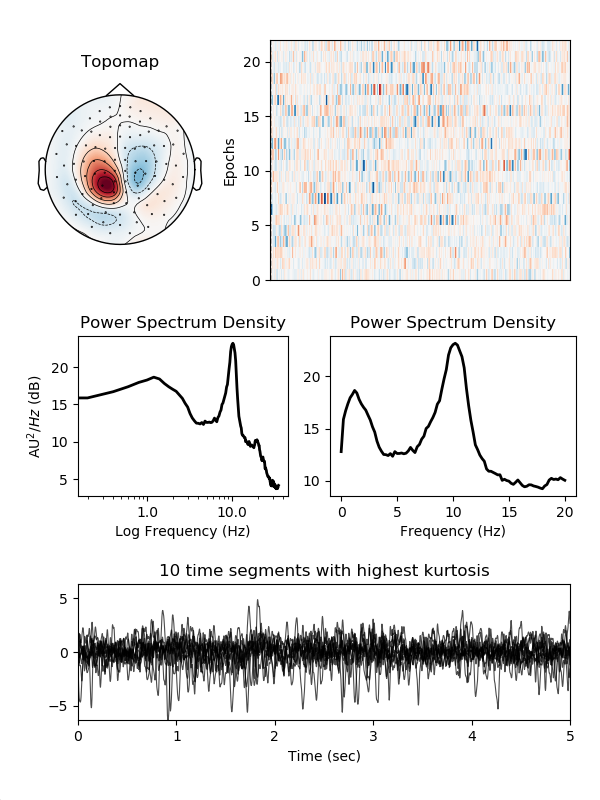 Topomap
Epochs
20
15
10
5
0
Power Spectrum Density
AU²/Hz (dB)
20
15
10
5
1.0 10.0
Log Frequency (Hz)
Power Spectrum Density
20
15
10
0 5 10 15 20
Frequency (Hz)
10 time segments with highest kurtosis
5
0
−5
0 1 2 3 4 5
Time (sec)